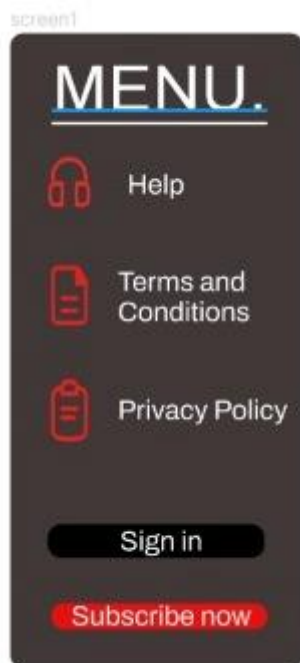 screen1
MENU.
Help
Terms and
Conditions
Privacy Policy
Sign in
Subscribe now